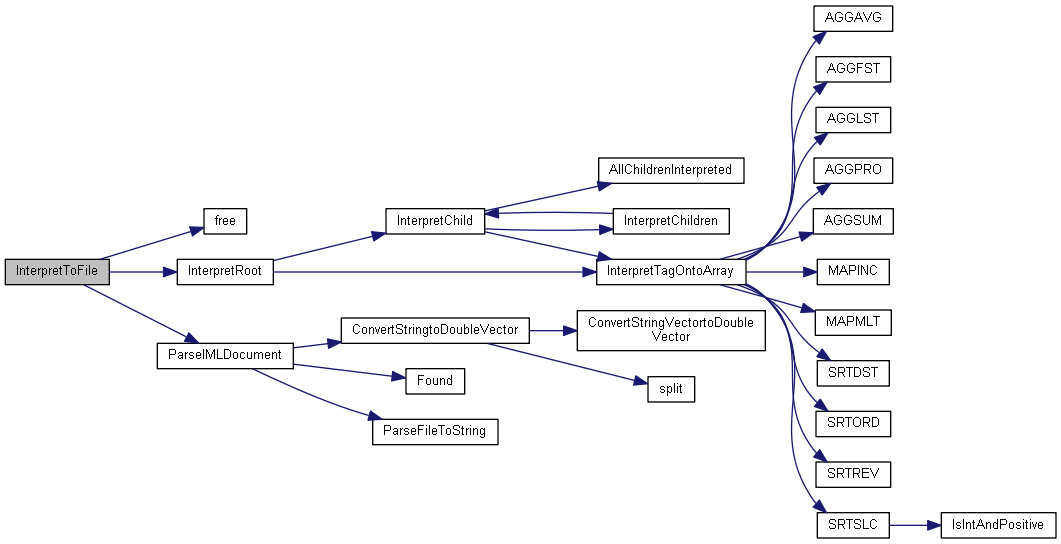 AGGAVG
AGGFST
AGGLST
AGGPRO
AGGSUM
MAPINC
MAPMLT
SRTDST
SRTORD
SRTREV
SRTSLC
IsIntAndPositive
AllChildrenInterpreted
InterpretChildren
InterpretChild
InterpretTagOntoArray
free
InterpretRoot
InterpretToFile
ParseIMLDocument
ConvertStringtoDoubleVector
ConvertStringVectortoDouble
Vector
split
Found
ParseFileToString